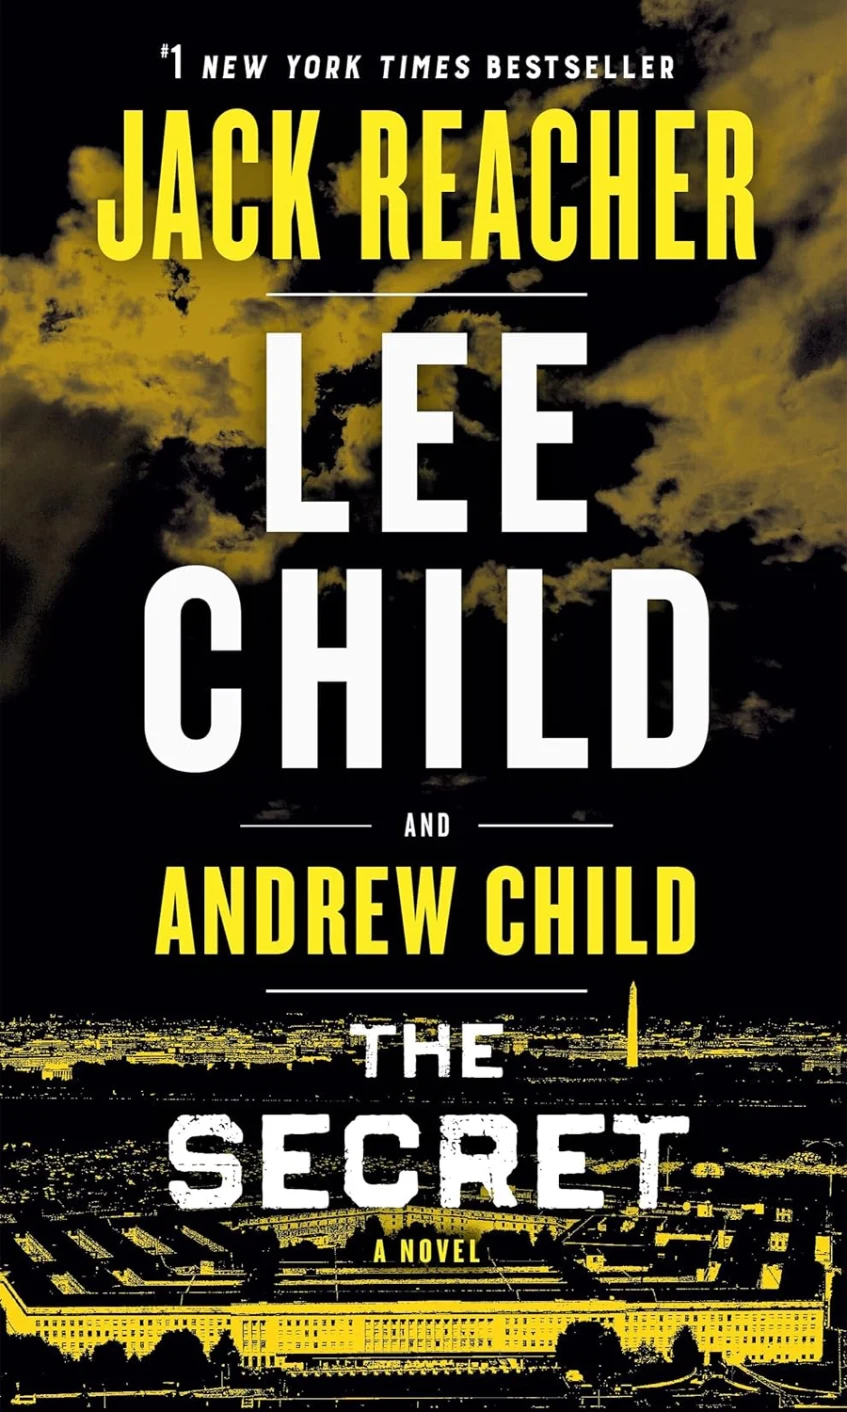 #1 NEW YORK TIMES BESTSELLER
JACK REACHER
LEE
CHILD
AND
ANDREW CHILD
THE
SECRET
A NOVEL